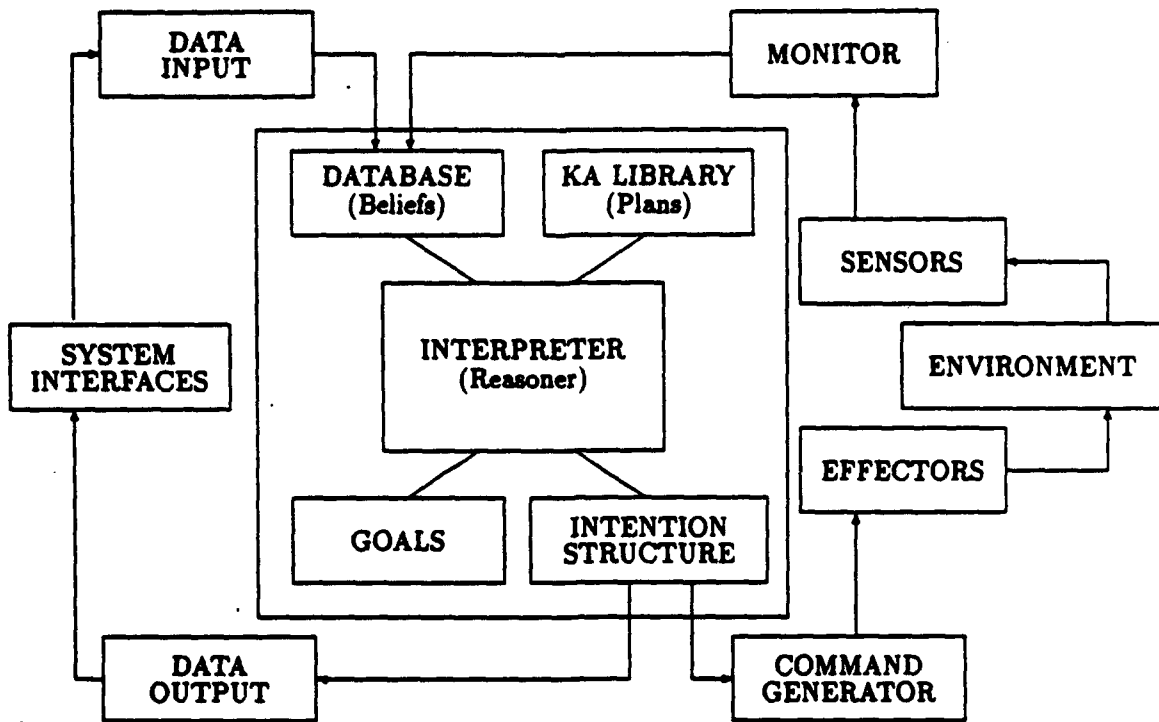 DATA
INPUT
MONITOR
DATABASE
(Beliefs)
KA LIBRARY
(Plans)
SENSORS
SYSTEM
INTERFACES
INTERPRETER
(Reasoner)
ENVIRONMENT
EFFECTORS
GOALS
INTENTION
STRUCTURE
DATA
OUTPUT
COMMAND
GENERATOR